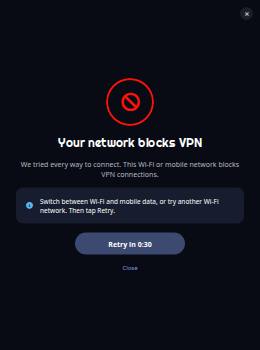 Your network blocks VPN
We tried every way to connect. This Wi-Fi or mobile network blocks
VPN connections.
Switch between Wi-Fi and mobile data, or try another Wi-Fi
network. Then tap Retry.
Retry in 0:30
Close